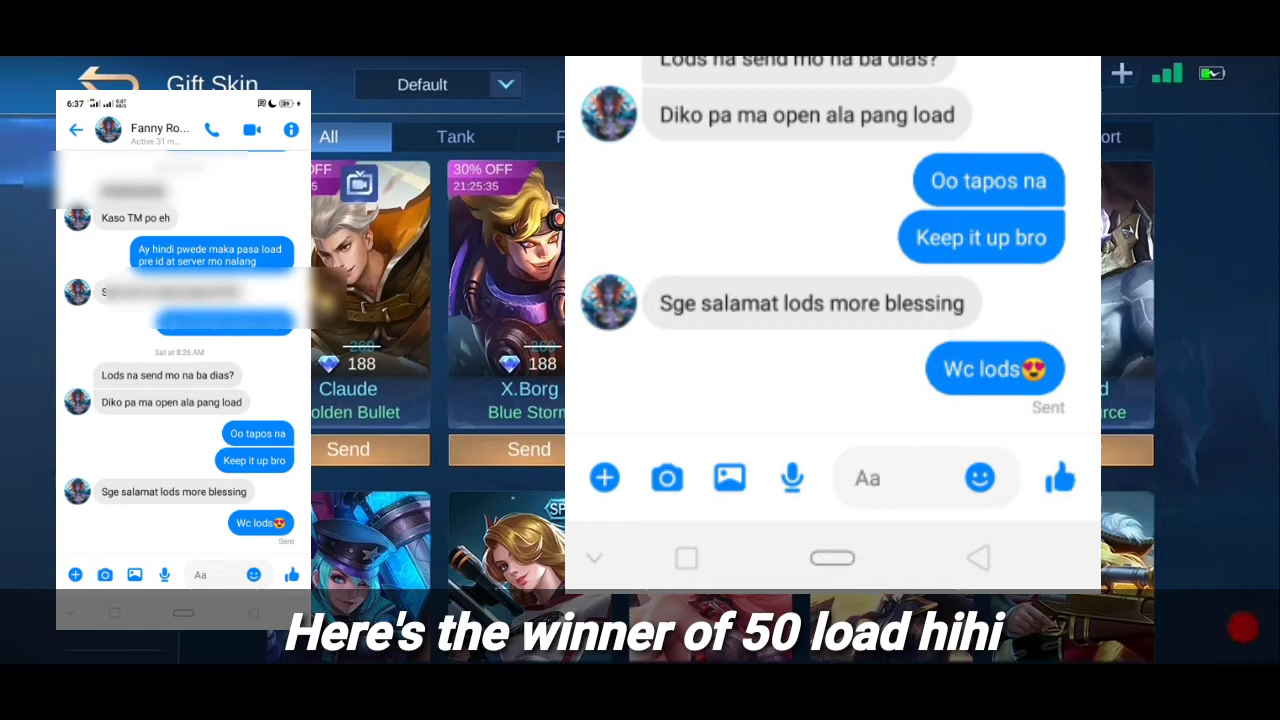 Gift Skin
Default
All
Tank
ort
6:37
Fanny Ro...
Active 31 m...
Kaso TM po eh
Ay hindi pwede maka pasa load
pre id at server mo nalang
Sat at 8:26 AM
Lods na send mo na ba dias?
Diko pa ma open ala pang load
Oo tapos na
Keep it up bro
Sge salamat lods more blessing
Wc lods😍
Sent
Aa
30% OFF
21:25:35
269
188
Claude
olden Bullet
Send
269
188
X.Borg
Blue Storm
Send
Lods na send mo na ba dias?
Diko pa ma open ala pang load
Oo tapos na
Keep it up bro
Sge salamat lods more blessing
Wc lods😍
Sent
Aa
Here's the winner of 50 load hihi